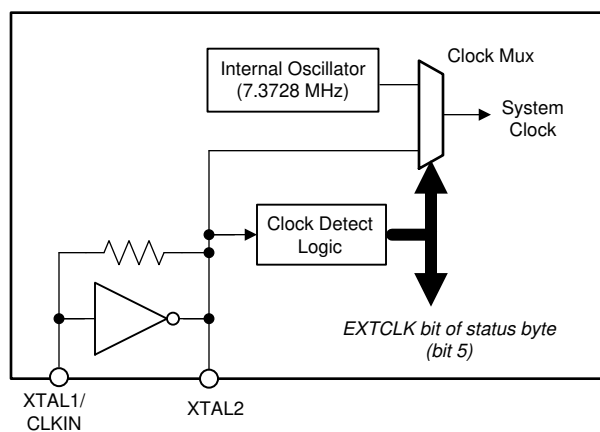 Clock Mux
Internal Oscillator
(7.3728 MHz)
System
Clock
Clock Detect
Logic
EXTCLK bit of status byte
(bit 5)
XTAL1/
CLKIN
XTAL2